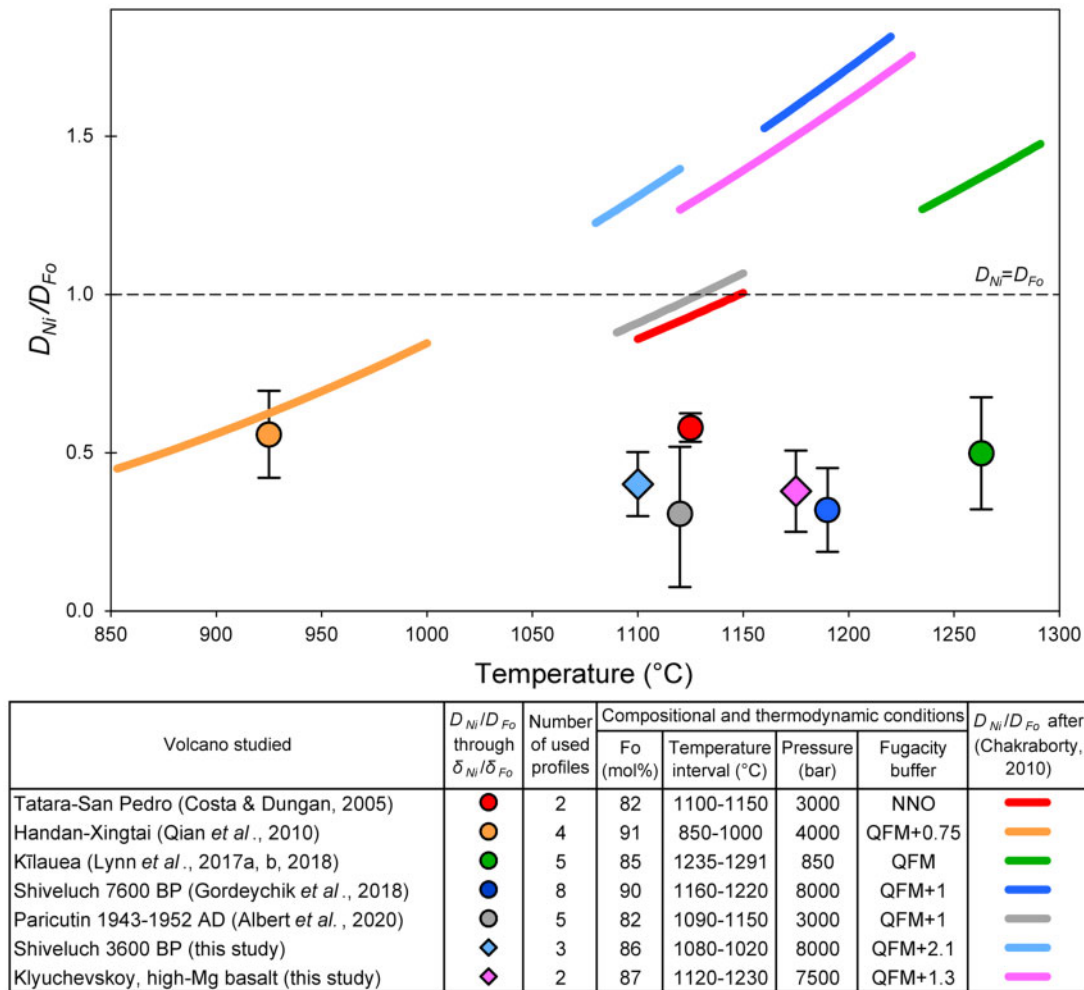 1.5
1.0
0.5
0.0
D_Ni/D_Fo
D_Ni=D_Fo
850 900 950 1000 1050 1100 1150 1200 1250 1300
Temperature (°C)
Volcano studied | D_Ni/D_Fo through δ_Ni/δ_Fo | Number of used profiles | Compositional and thermodynamic conditions | D_Ni/D_Fo after (Chakraborty, 2010)
Fo (mol%) | Temperature interval (°C) | Pressure (bar) | Fugacity buffer
Tatara-San Pedro (Costa & Dungan, 2005) 2 82 1100-1150 3000 NNO
Handan-Xingtai (Qian et al., 2010) 4 91 850-1000 4000 QFM+0.75
Kīlauea (Lynn et al., 2017a, b, 2018) 5 85 1235-1291 850 QFM
Shiveluch 7600 BP (Gordeychik et al., 2018) 8 90 1160-1220 8000 QFM+1
Paricutin 1943-1952 AD (Albert et al., 2020) 5 82 1090-1150 3000 QFM+1
Shiveluch 3600 BP (this study) 3 86 1080-1020 8000 QFM+2.1
Klyuchevskoy, high-Mg basalt (this study) 2 87 1120-1230 7500 QFM+1.3